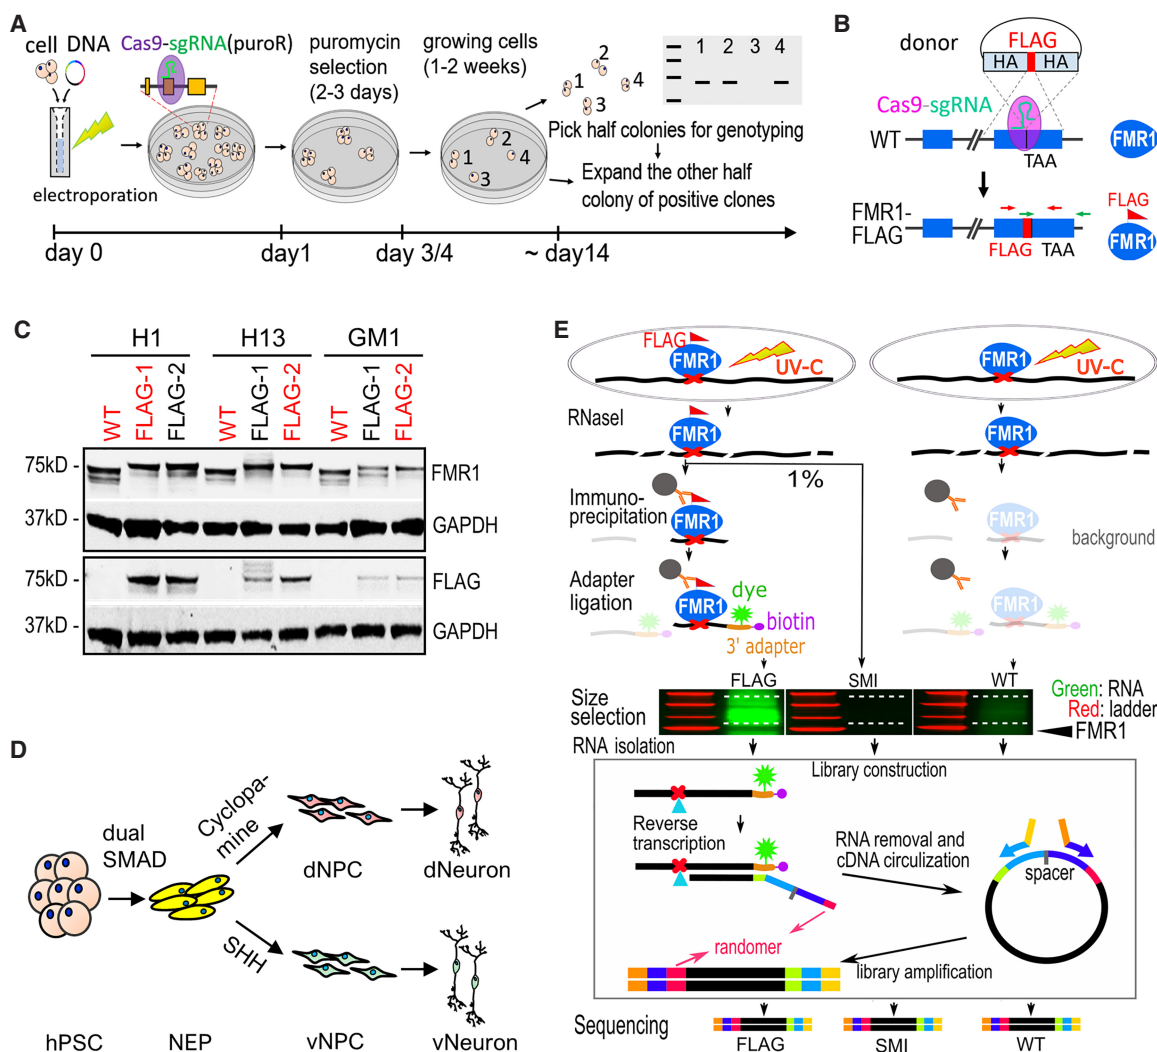 A
cell DNA
Cas9-sgRNA(puroR)
electroporation
puromycin
selection
(2-3 days)
growing cells
(1-2 weeks)
1
2
3
4
1
2
3
4
1 2 3 4
Pick half colonies for genotyping
Expand the other half
colony of positive clones
day 0
day1
day 3/4
~ day14
B
donor
FLAG
HA HA
Cas9-sgRNA
WT
TAA
FMR1
FMR1-
FLAG
FLAG
TAA
FLAG
FMR1
C
H1 H13 GM1
WT
FLAG-1
FLAG-2
WT
FLAG-1
FLAG-2
WT
FLAG-1
FLAG-2
75kD - FMR1
37kD - GAPDH
75kD - FLAG
37kD - GAPDH
D
dual
SMAD
Cyclopa-
mine
SHH
dNPC
dNeuron
hPSC
NEP
vNPC
vNeuron
E
FLAG
FMR1
UV-C
FMR1
UV-C
RNaseI
FMR1
FMR1
1%
Immuno-
precipitation
FMR1
FMR1
background
Adapter
ligation
FMR1
dye
biotin
3' adapter
FMR1
FLAG
SMI
WT
Size
selection
Green: RNA
Red: ladder
FMR1
RNA isolation
Library construction
Reverse
transcription
RNA removal and
cDNA circulization
spacer
randomer
library amplification
Sequencing
FLAG
SMI
WT